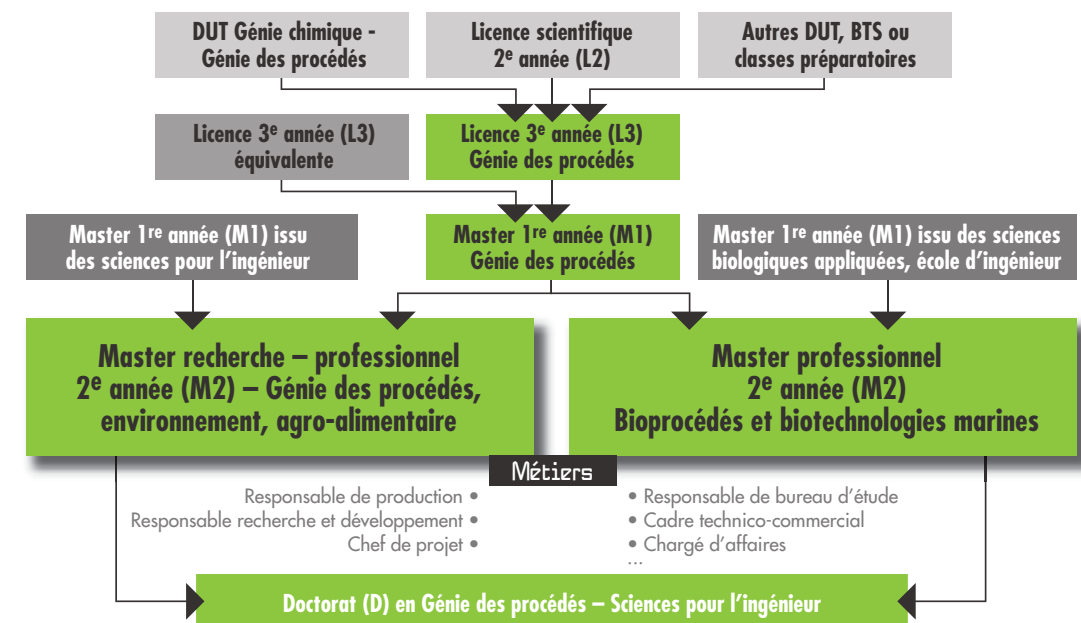 DUT Génie chimique -
Génie des procédés
Licence scientifique
2e année (L2)
Autres DUT, BTS ou
classes préparatoires
Licence 3e année (L3)
équivalente
Licence 3e année (L3)
Génie des procédés
Master 1re année (M1) issu
des sciences pour l'ingénieur
Master 1re année (M1)
Génie des procédés
Master 1re année (M1) issu des sciences
biologiques appliquées, école d'ingénieur
Master recherche – professionnel
2e année (M2) – Génie des procédés,
environnement, agro-alimentaire
Master professionnel
2e année (M2)
Bioprocédés et biotechnologies marines
Métiers
Responsable de production •
Responsable recherche et développement •
Chef de projet •
• Responsable de bureau d'étude
• Cadre technico-commercial
• Chargé d'affaires
...
Doctorat (D) en Génie des procédés – Sciences pour l'ingénieur